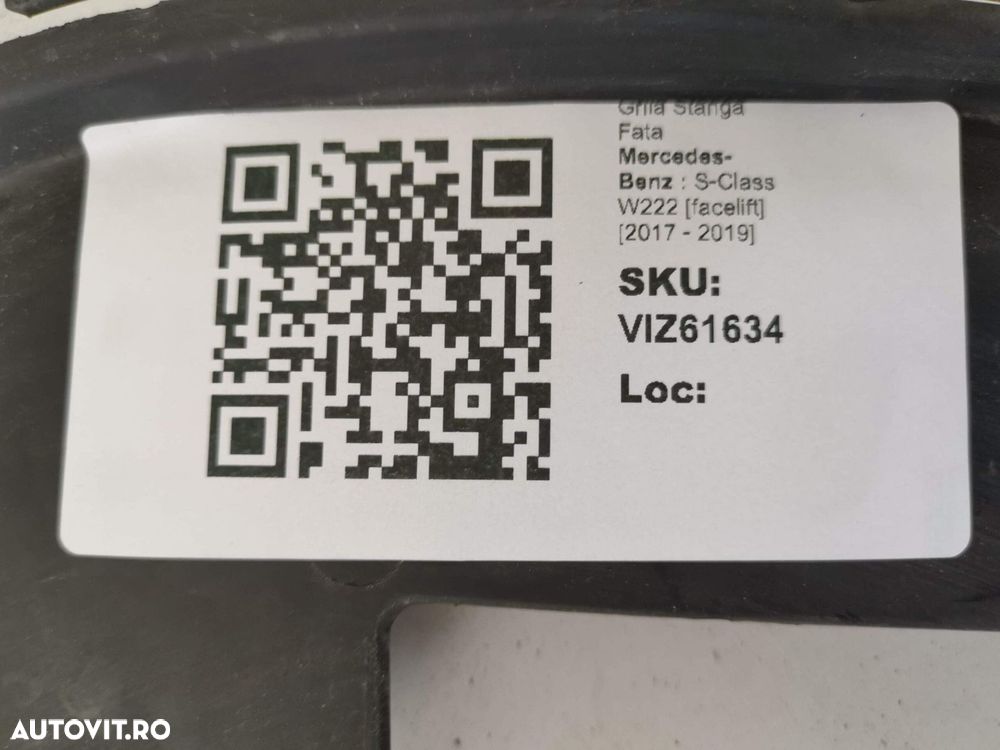 Grila Stanga
Fata
Mercedes-
Benz : S-Class
W222 [facelift]
[2017 - 2019]
SKU:
VIZ61634
Loc:
AUTOVIT.RO